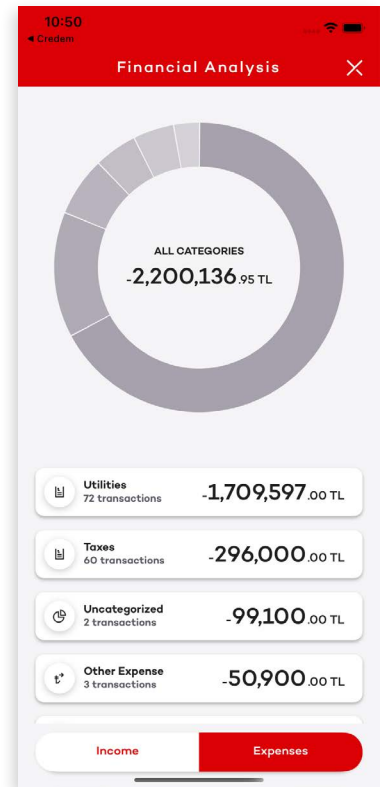 10:50
◀ Credem
Financial Analysis
ALL CATEGORIES
-2,200,136.95 TL
Utilities
72 transactions
-1,709,597.00 TL
Taxes
60 transactions
-296,000.00 TL
Uncategorized
2 transactions
-99,100.00 TL
Other Expense
3 transactions
-50,900.00 TL
Income
Expenses